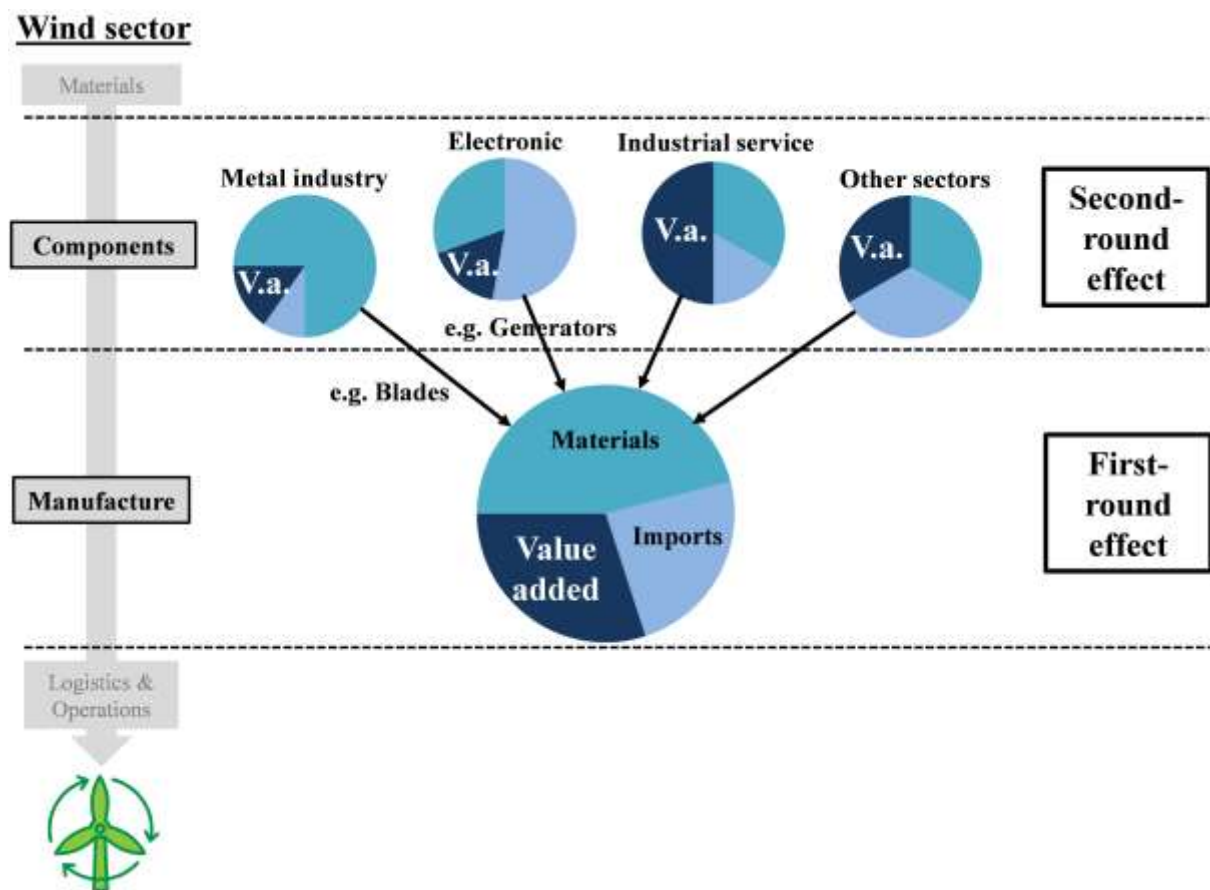 Wind sector
Materials
Electronic
Industrial service
Metal industry
Other sectors
Components
V.a.
V.a.
V.a.
V.a.
Second-
round
effect
e.g. Generators
e.g. Blades
Manufacture
Materials
Imports
Value
added
First-
round
effect
Logistics &
Operations